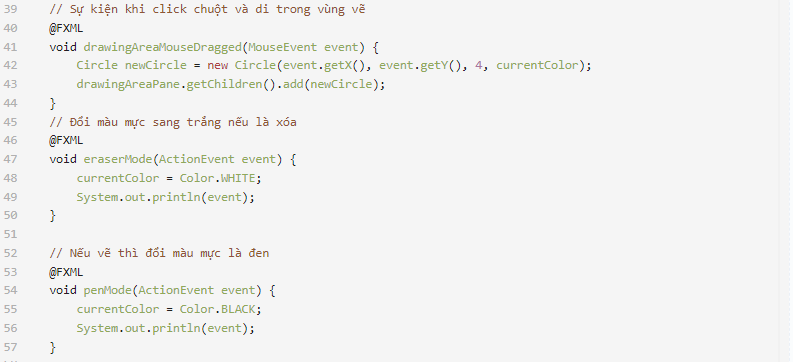 39 // Sự kiện khi click chuột và di trong vùng vẽ
40 @FXML
41 void drawingAreaMouseDragged(MouseEvent event) {
42 Circle newCircle = new Circle(event.getX(), event.getY(), 4, currentColor);
43 drawingAreaPane.getChildren().add(newCircle);
44 }
45 // Đổi màu mực sang trắng nếu là xóa
46 @FXML
47 void eraserMode(ActionEvent event) {
48 currentColor = Color.WHITE;
49 System.out.println(event);
50 }
51
52 // Nếu vẽ thì đổi màu mực là đen
53 @FXML
54 void penMode(ActionEvent event) {
55 currentColor = Color.BLACK;
56 System.out.println(event);
57 }